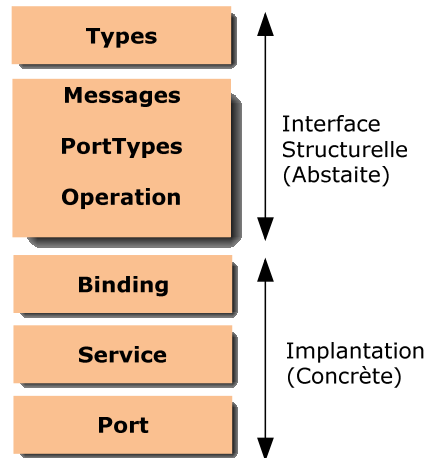 Types
Messages
PortTypes
Operation
Interface
Structurelle
(Abstaite)
Binding
Service
Port
Implantation
(Concrète)